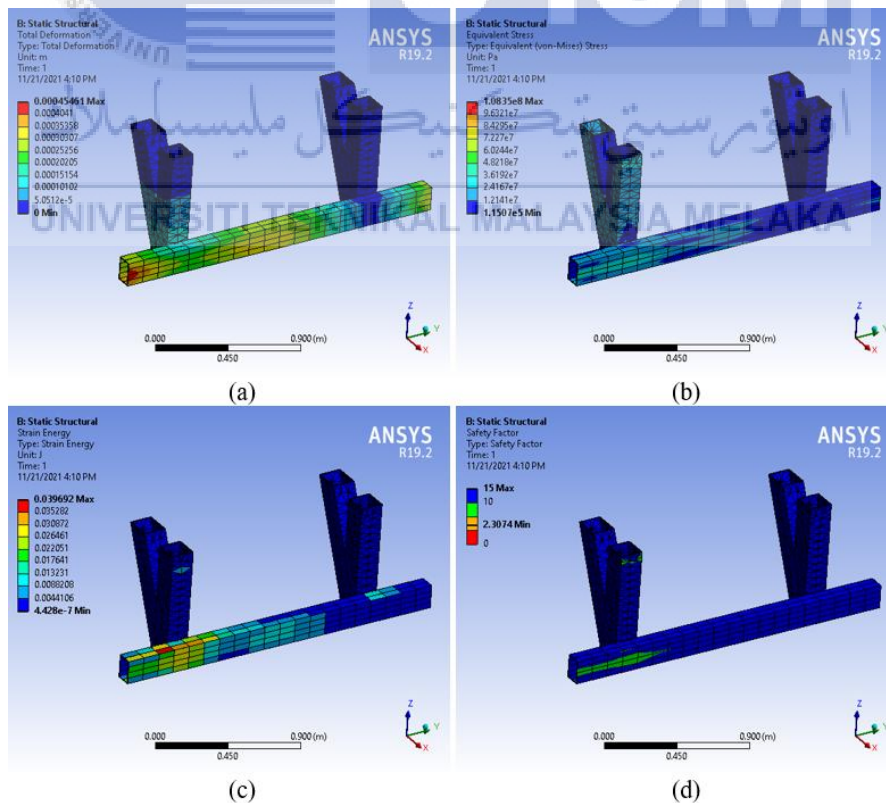 B: Static Structural
Total Deformation
Type: Total Deformation
Unit: m
Time: 1
11/21/2021 4:10 PM
0.00045461 Max
0.0004041
0.00035358
0.00030307
0.00025256
0.00020205
0.00015154
0.00010102
5.0512e-5
0 Min
ANSYS
R19.2
0.000
0.900 (m)
0.450
Z
Y
X
(a)
B: Static Structural
Equivalent Stress
Type: Equivalent (von-Mises) Stress
Unit: Pa
Time: 1
11/21/2021 4:10 PM
1.0835e8 Max
9.6321e7
8.4295e7
7.227e7
6.0244e7
4.8218e7
3.6192e7
2.4167e7
1.2141e7
1.1507e5 Min
ANSYS
R19.2
0.000
0.900 (m)
0.450
Z
Y
X
(b)
اونيۏرسيتي تيكنيكل مليسيا ملاك
UNIVERSITI TEKNIKAL MALAYSIA MELAKA
B: Static Structural
Strain Energy
Type: Strain Energy
Unit: J
Time: 1
11/21/2021 4:10 PM
0.039692 Max
0.035282
0.030872
0.026461
0.022051
0.017641
0.013231
0.0088208
0.0044106
4.428e-7 Min
ANSYS
R19.2
0.000
0.900 (m)
0.450
Z
Y
X
(c)
B: Static Structural
Safety Factor
Type: Safety Factor
Time: 1
11/21/2021 4:10 PM
15 Max
10
2.3074 Min
0
ANSYS
R19.2
0.000
0.900 (m)
0.450
Z
Y
X
(d)